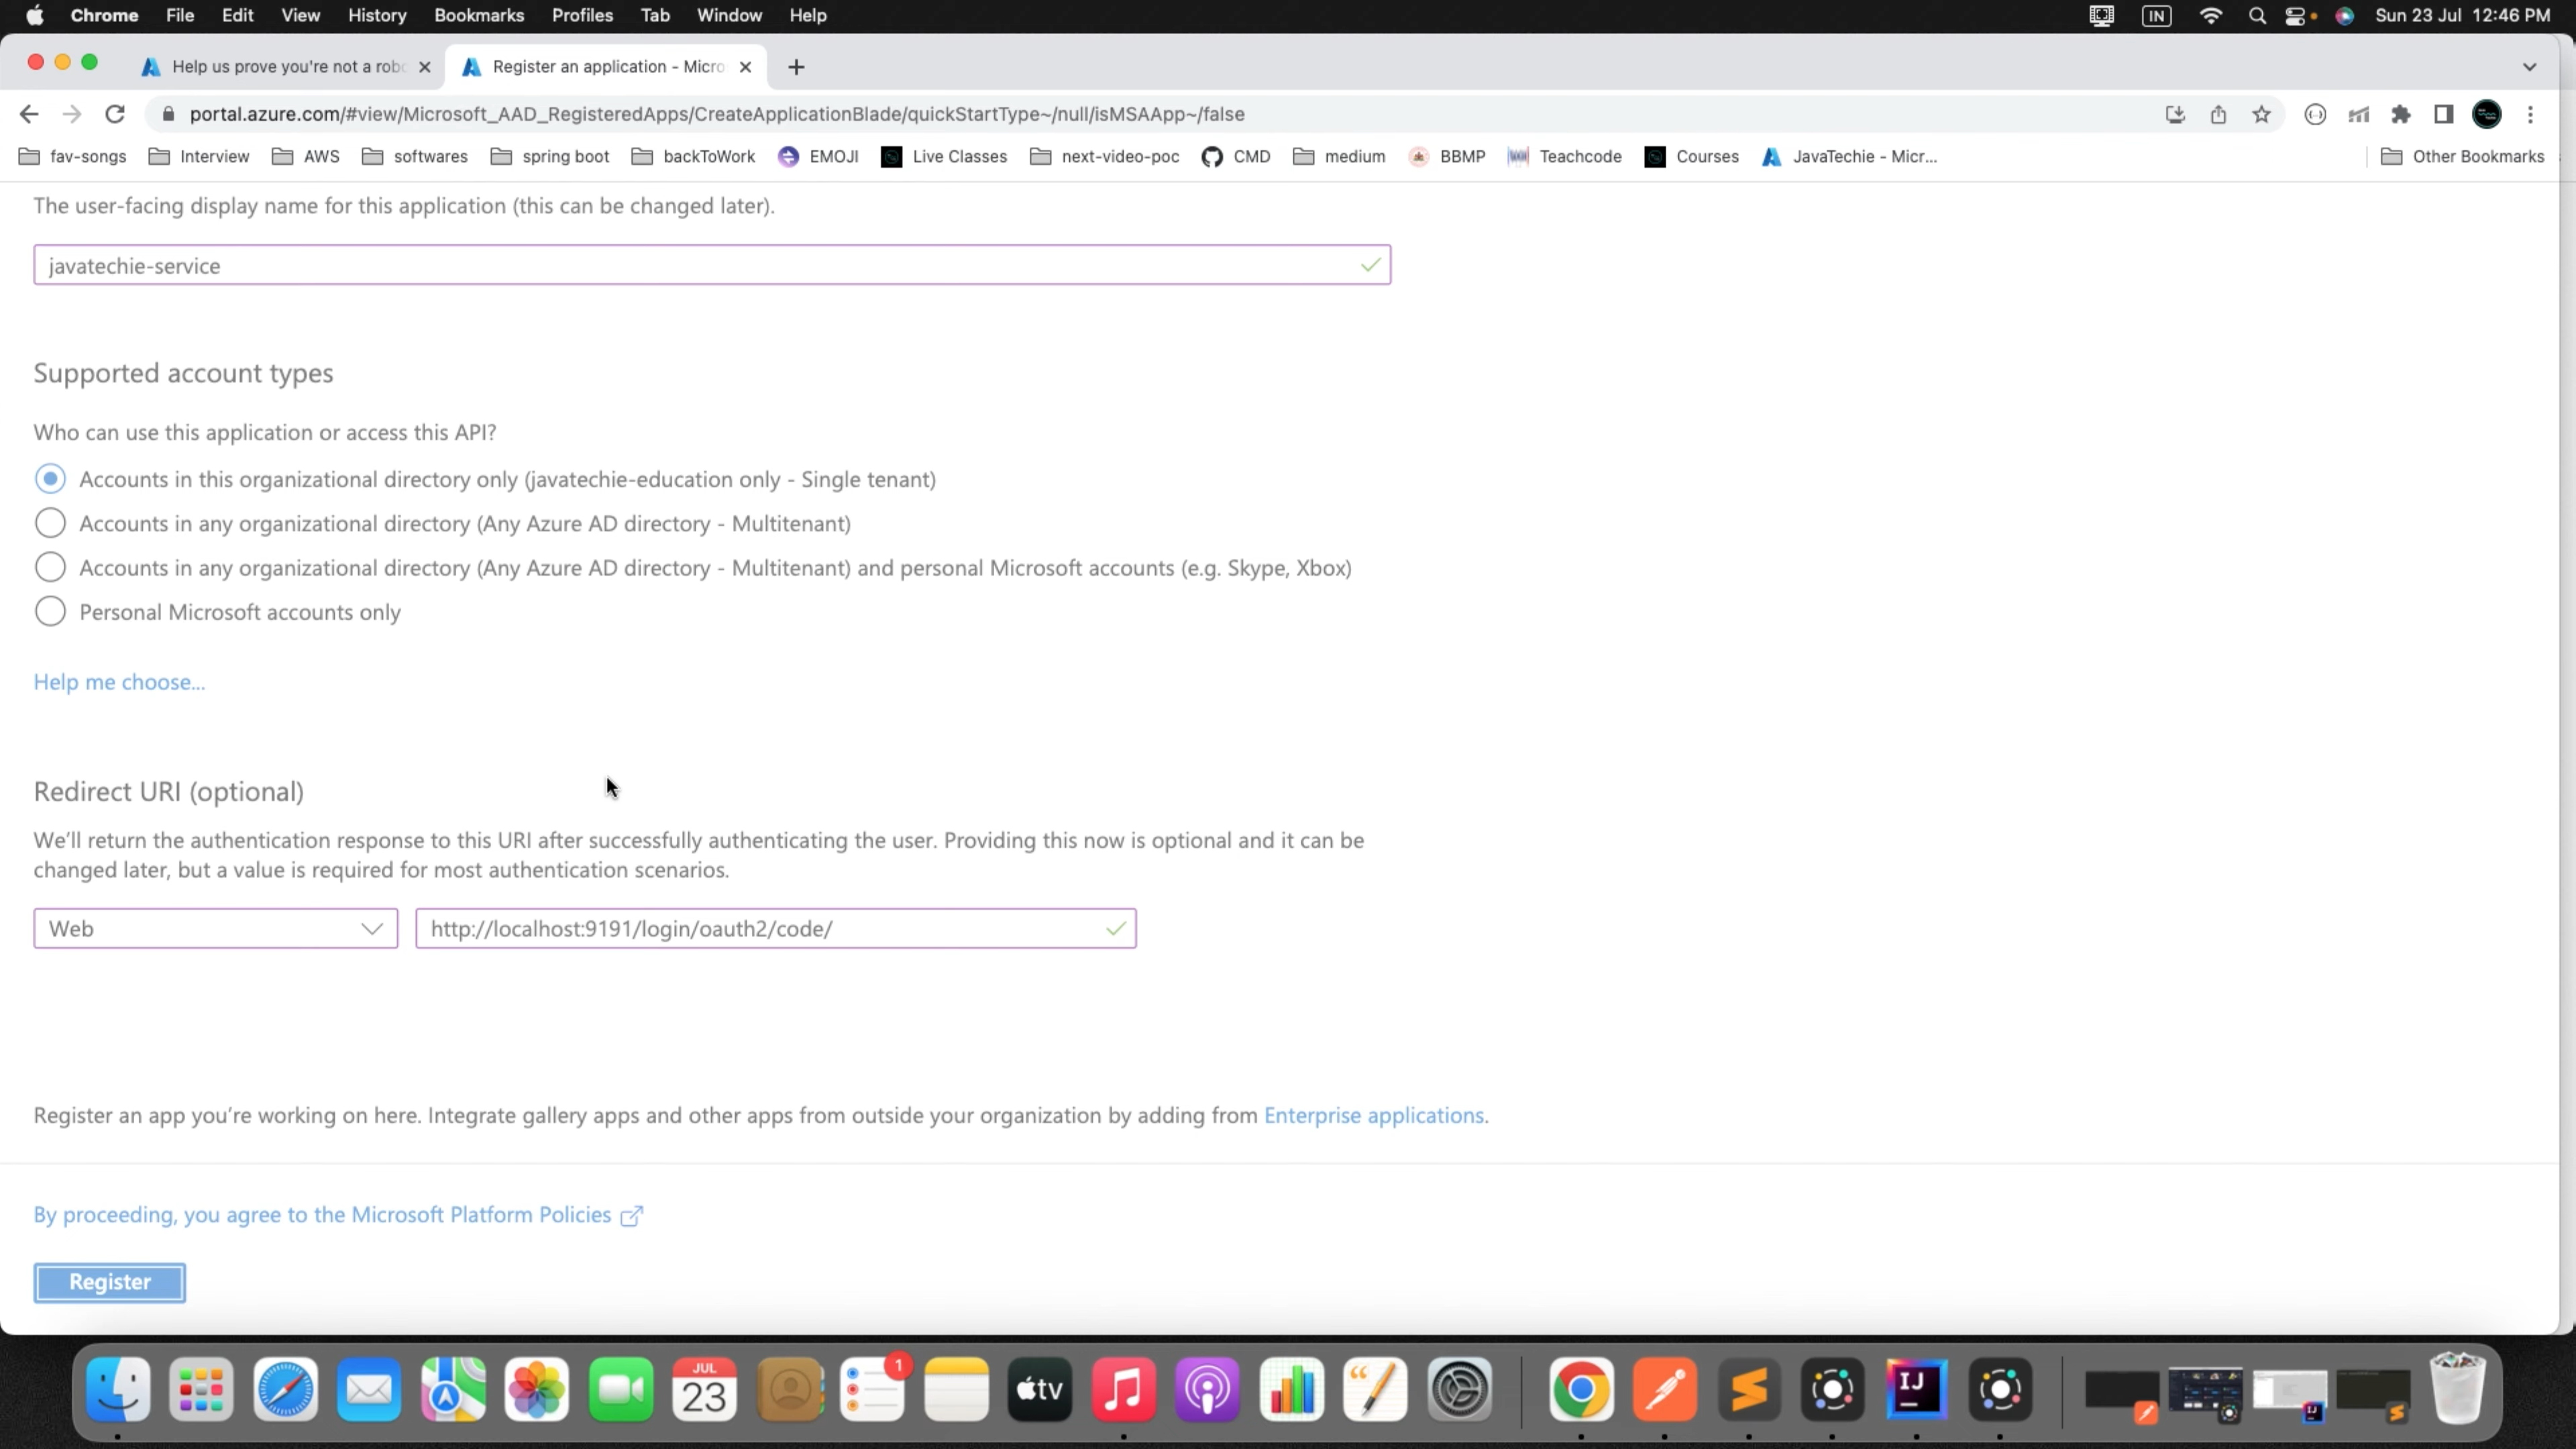 Chrome File Edit View History Bookmarks Profiles Tab Window Help IN Sun 23 Jul 12:46 PM
Help us prove you're not a robo Register an application - Micro
portal.azure.com/#view/Microsoft_AAD_RegisteredApps/CreateApplicationBlade/quickStartType~/null/isMSAApp~/false
fav-songs Interview AWS softwares spring boot backToWork EMOJI Live Classes next-video-poc CMD medium BBMP Teachcode Courses JavaTechie - Micr... Other Bookmarks
The user-facing display name for this application (this can be changed later).
javatechie-service
Supported account types
Who can use this application or access this API?
Accounts in this organizational directory only (javatechie-education only - Single tenant)
Accounts in any organizational directory (Any Azure AD directory - Multitenant)
Accounts in any organizational directory (Any Azure AD directory - Multitenant) and personal Microsoft accounts (e.g. Skype, Xbox)
Personal Microsoft accounts only
Help me choose...
Redirect URI (optional)
We'll return the authentication response to this URI after successfully authenticating the user. Providing this now is optional and it can be
changed later, but a value is required for most authentication scenarios.
Web http://localhost:9191/login/oauth2/code/
Register an app you're working on here. Integrate gallery apps and other apps from outside your organization by adding from Enterprise applications.
By proceeding, you agree to the Microsoft Platform Policies
Register
JUL
23
1
tv
IJ